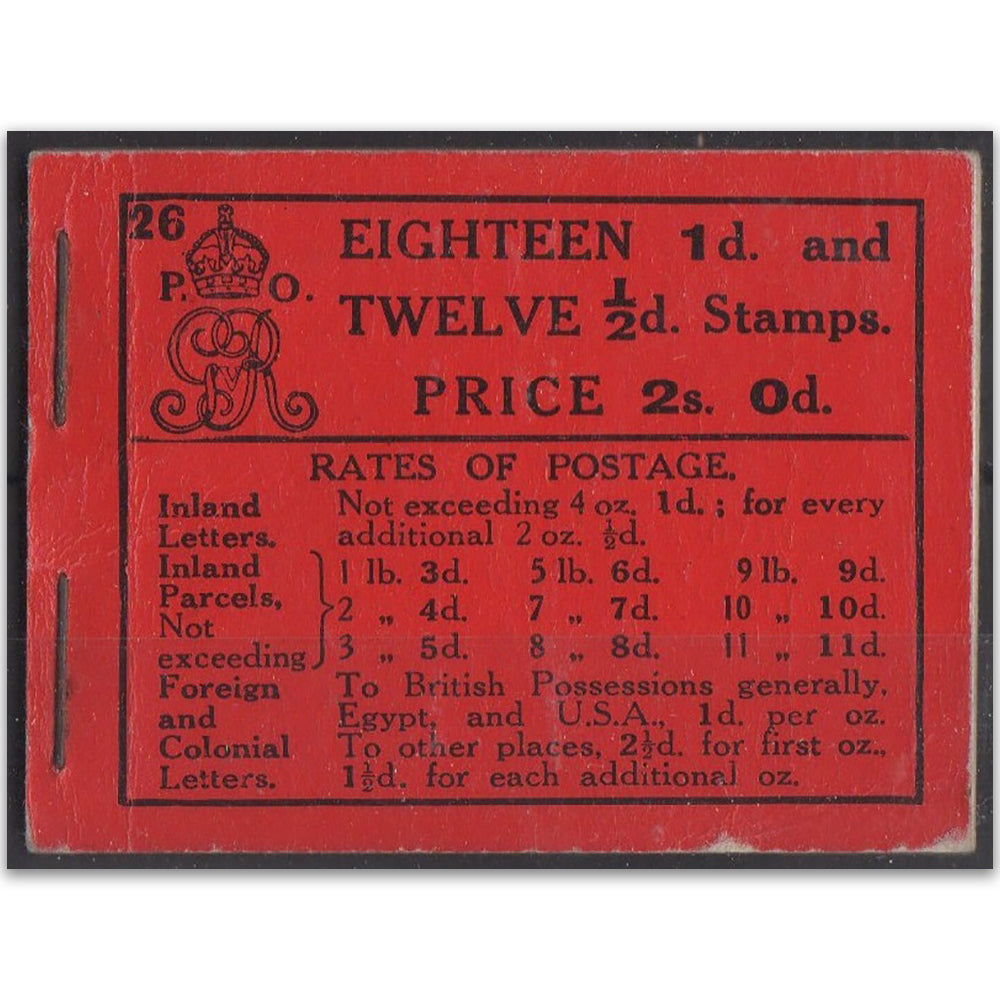 26
P. O.
GvR
EIGHTEEN 1d. and
TWELVE ½d. Stamps.
PRICE 2s. 0d.
RATES OF POSTAGE.
Inland Letters. Not exceeding 4 oz. 1d.; for every
additional 2 oz. ½d.
Inland Parcels, Not exceeding
1 lb. 3d. 5 lb. 6d. 9 lb. 9d.
2 „ 4d. 7 „ 7d. 10 „ 10d.
3 „ 5d. 8 „ 8d. 11 „ 11d.
Foreign and Colonial Letters.
To British Possessions generally,
Egypt, and U.S.A., 1d. per oz.
To other places, 2½d. for first oz.,
1½d. for each additional oz.